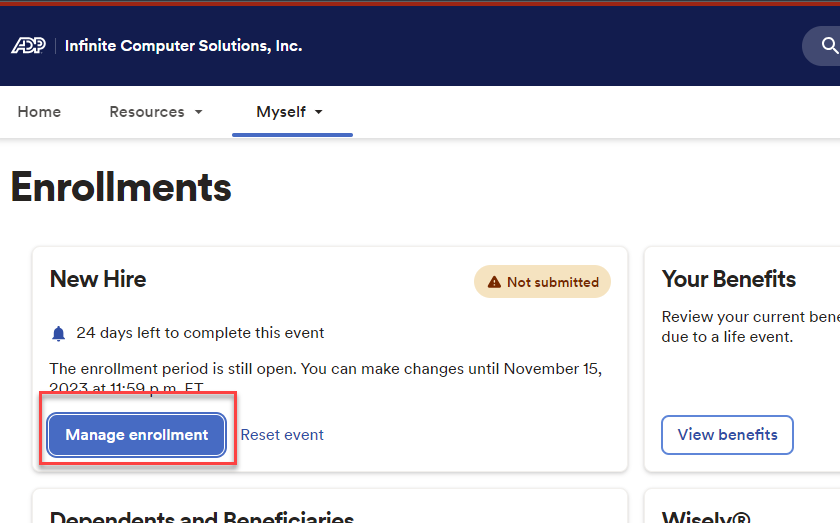 ADP Infinite Computer Solutions, Inc.
Home Resources Myself
Enrollments
New Hire
Not submitted
24 days left to complete this event
The enrollment period is still open. You can make changes until November 15,
2023 at 11:59 p.m. ET
Manage enrollment Reset event
Your Benefits
Review your current
due to a life event.
View benefits
Dependents and Beneficiaries
Wisely®